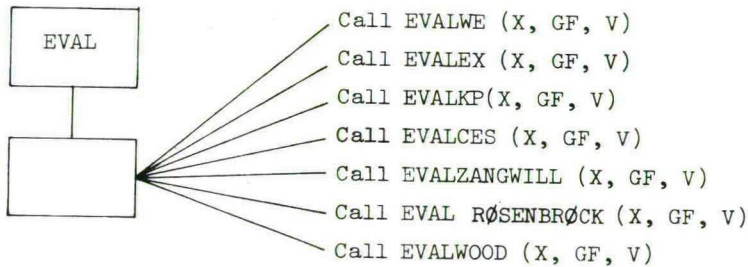 EVAL
Call EVALWE (X, GF, V)
Call EVALEX (X, GF, V)
Call EVALKP(X, GF, V)
Call EVALCES (X, GF, V)
Call EVALZANGWILL (X, GF, V)
Call EVAL RØSENBRØCK (X, GF, V)
Call EVALWOOD (X, GF, V)